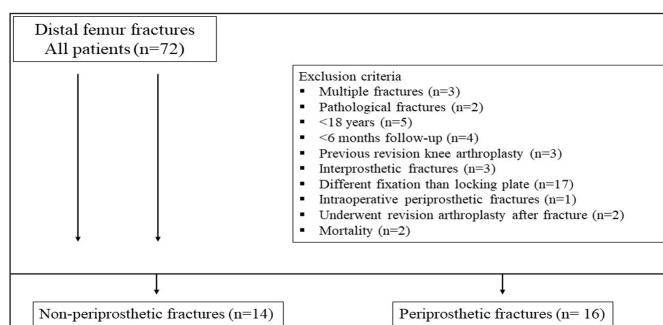 Distal femur fractures
All patients (n=72)
Exclusion criteria
▪ Multiple fractures (n=3)
▪ Pathological fractures (n=2)
▪ <18 years (n=5)
▪ <6 months follow-up (n=4)
▪ Previous revision knee arthroplasty (n=3)
▪ Interprosthetic fractures (n=3)
▪ Different fixation than locking plate (n=17)
▪ Intraoperative periprosthetic fractures (n=1)
▪ Underwent revision arthroplasty after fracture (n=2)
▪ Mortality (n=2)
Non-periprosthetic fractures (n=14)
Periprosthetic fractures (n= 16)